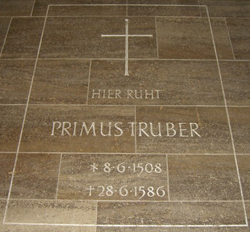 HIER RUHT
PRIMUS TRUBER
* 8-6-1508
† 28-6-1586